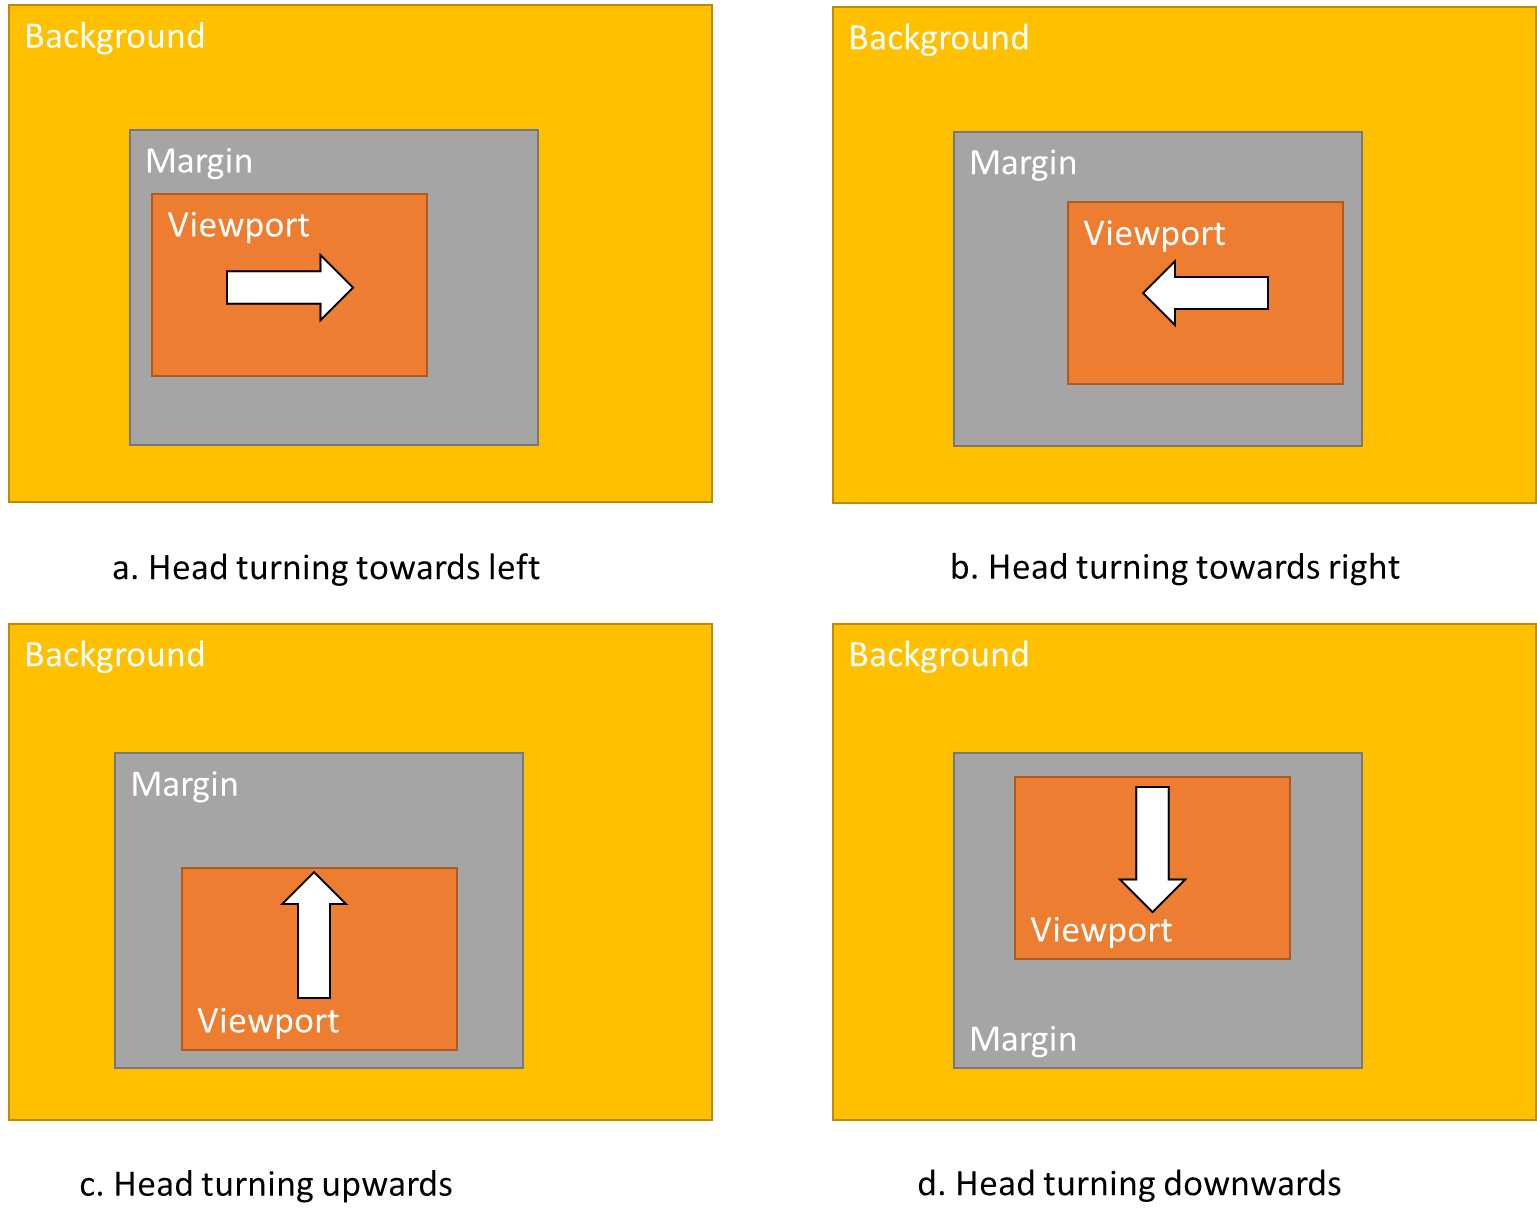 Background
Margin
Viewport
a. Head turning towards left
Background
Margin
Viewport
b. Head turning towards right
Background
Margin
Viewport
c. Head turning upwards
Background
Viewport
Margin
d. Head turning downwards